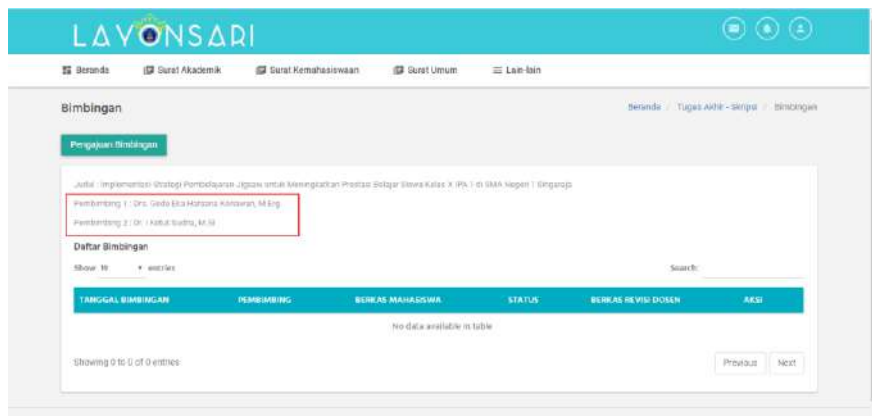 LAYONSARI
Beranda Surat Akademik Surat Kemahasiswaan Surat Umum Lain-lain
Bimbingan
Beranda / Tugas Akhir - Skripsi / Bimbingan
Pengajuan Bimbingan
Judul : Implementasi Strategi Pembelajaran Jigsaw untuk Meningkatkan Prestasi Belajar Siswa Kelas X IPA 1 di SMA Negeri 1 Singaraja
Pembimbing 1 : Drs. Gede Eka Harsana M.Erg
Pembimbing 2 : Dr. I Ketut Sudita, M.Si
Daftar Bimbingan
Show 10 entries Search:
TANGGAL BIMBINGAN PEMBIMBING BERKAS MAHASISWA STATUS BERKAS REVISI DOSEN AKSI
No data available in table
Showing 0 to 0 of 0 entries
Previous Next